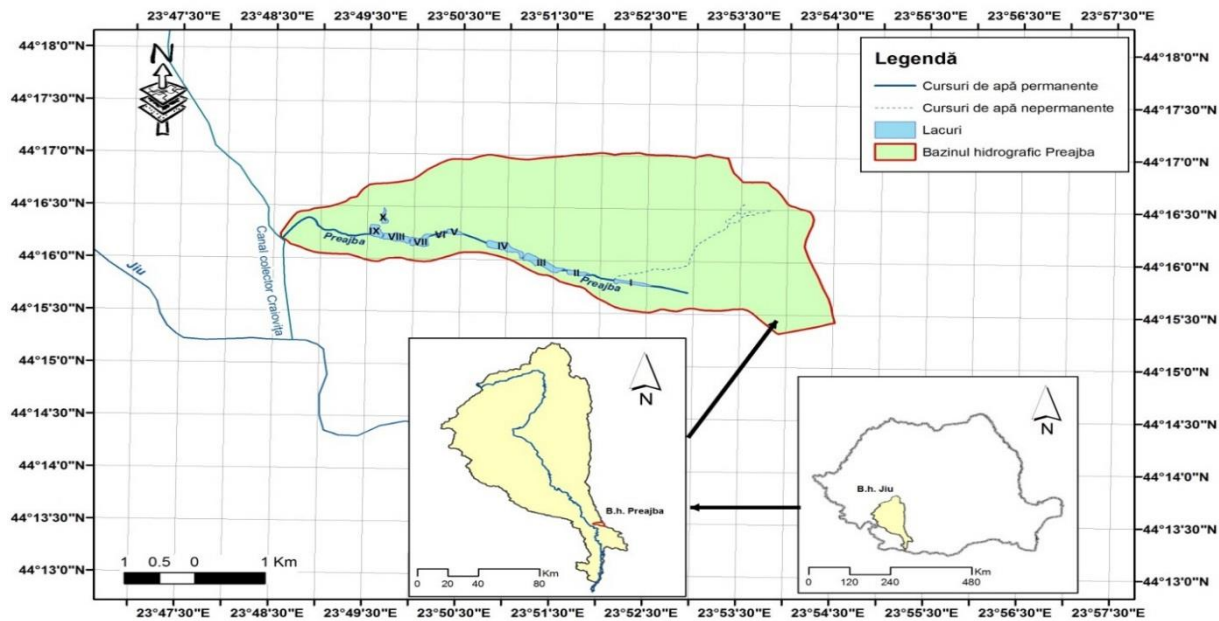 23°47'30"E 23°48'30"E 23°49'30"E 23°50'30"E 23°51'30"E 23°52'30"E 23°53'30"E 23°54'30"E 23°55'30"E 23°56'30"E 23°57'30"E
44°18'0"N
44°17'30"N
44°17'0"N
44°16'30"N
44°16'0"N
44°15'30"N
44°15'0"N
44°14'30"N
44°14'0"N
44°13'30"N
44°13'0"N
N
Legendă
Cursuri de apă permanente
Cursuri de apă nepermanente
Lacuri
Bazinul hidrografic Preajba
Jiu
Canal colector Craiovița
Preajba
X
IX
VIII
VII
VI
V
IV
III
II
I
Preajba
N
B.h. Preajba
0 20 40 80
Km
N
B.h. Jiu
Km
0 120 240 480
1 0.5 0 1 Km
44°18'0"N
44°17'30"N
44°17'0"N
44°16'30"N
44°16'0"N
44°15'30"N
44°15'0"N
44°14'30"N
44°14'0"N
44°13'30"N
44°13'0"N
23°47'30"E 23°48'30"E 23°49'30"E 23°50'30"E 23°51'30"E 23°52'30"E 23°53'30"E 23°54'30"E 23°55'30"E 23°56'30"E 23°57'30"E